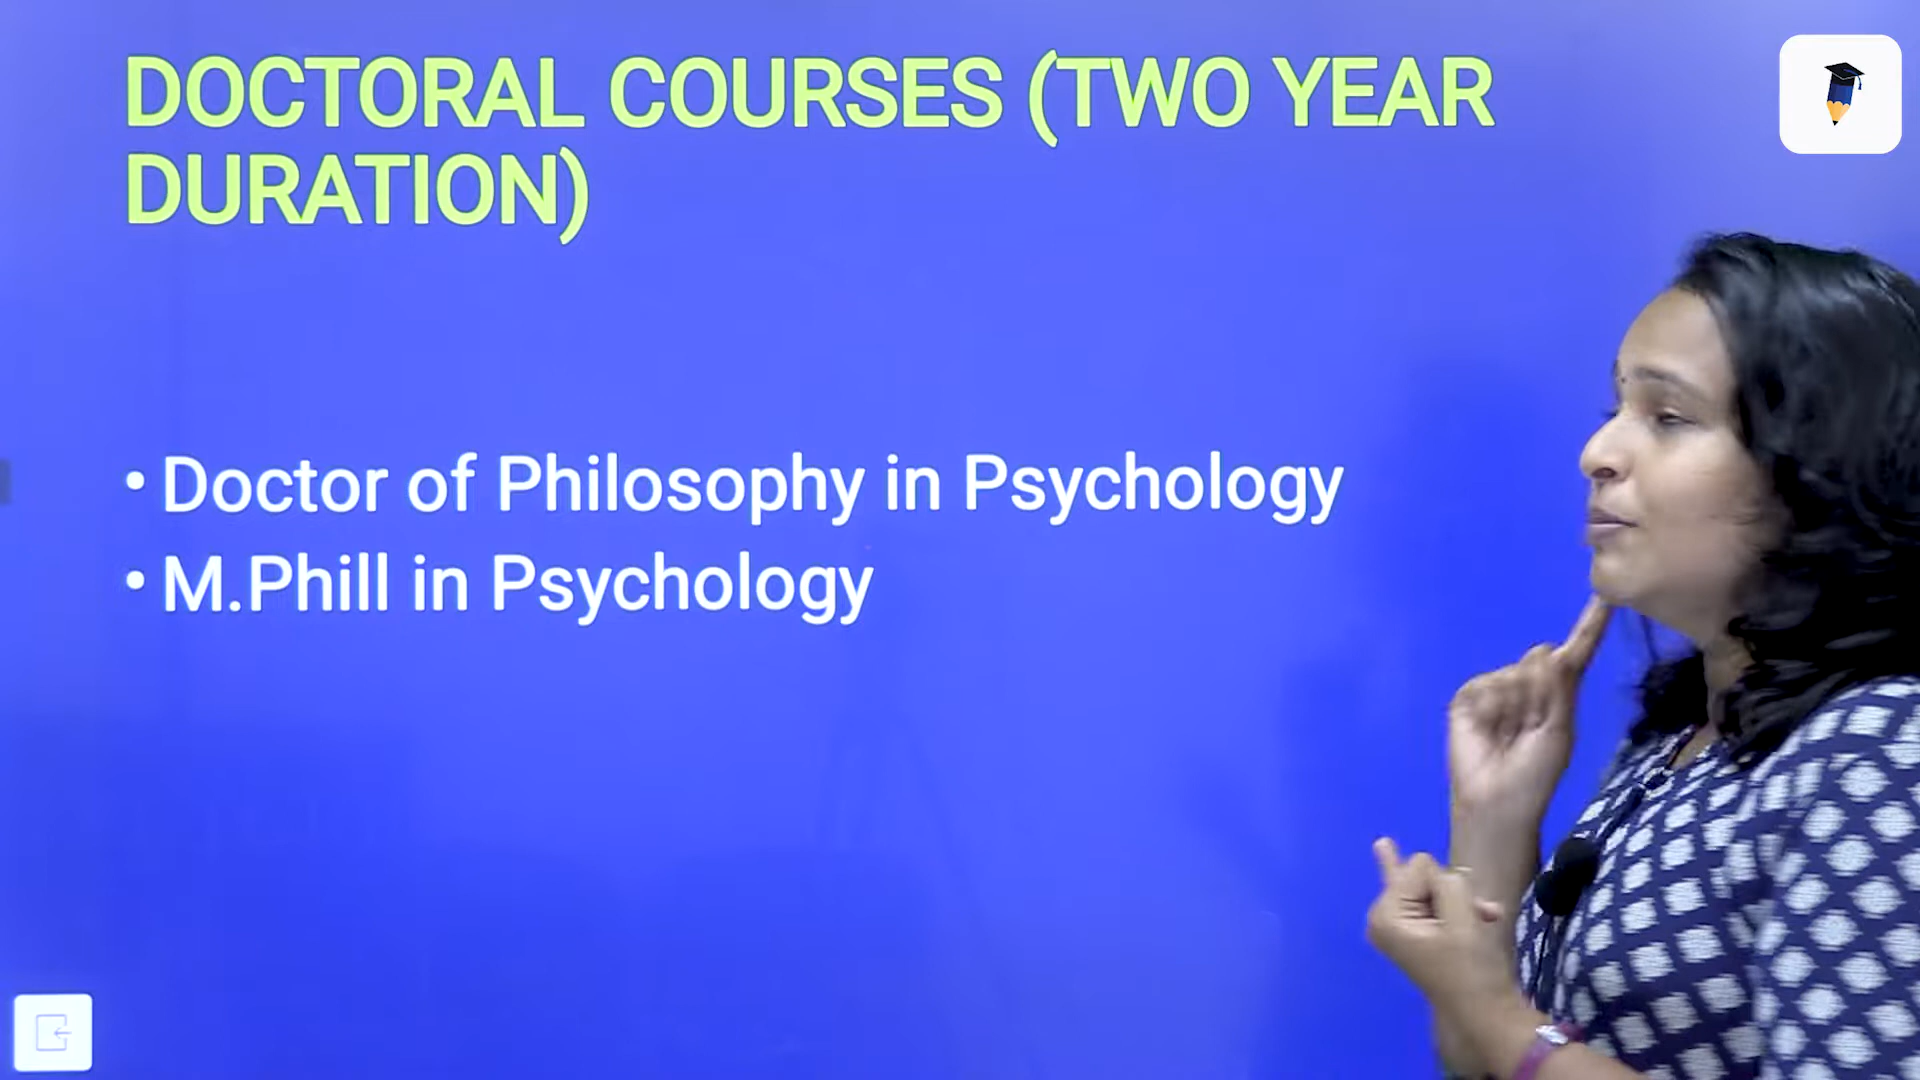 DOCTORAL COURSES (TWO YEAR
DURATION)
• Doctor of Philosophy in Psychology
• M.Phill in Psychology